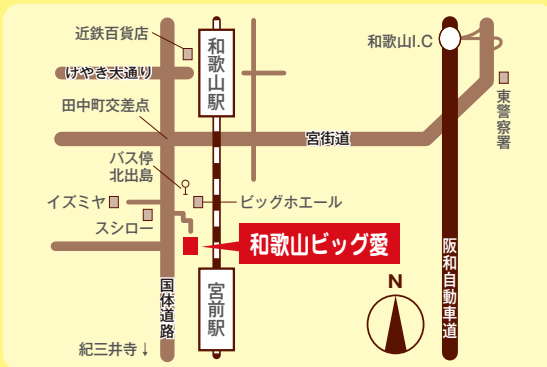 近鉄百貨店
和歌山駅
和歌山I.C
けやき大通り
田中町交差点
東警察署
宮街道
バス停
北出島
イズミヤ
ビッグホエール
スシロー
和歌山ビッグ愛
阪和自動車道
国体道路
宮前駅
N
紀三井寺↓